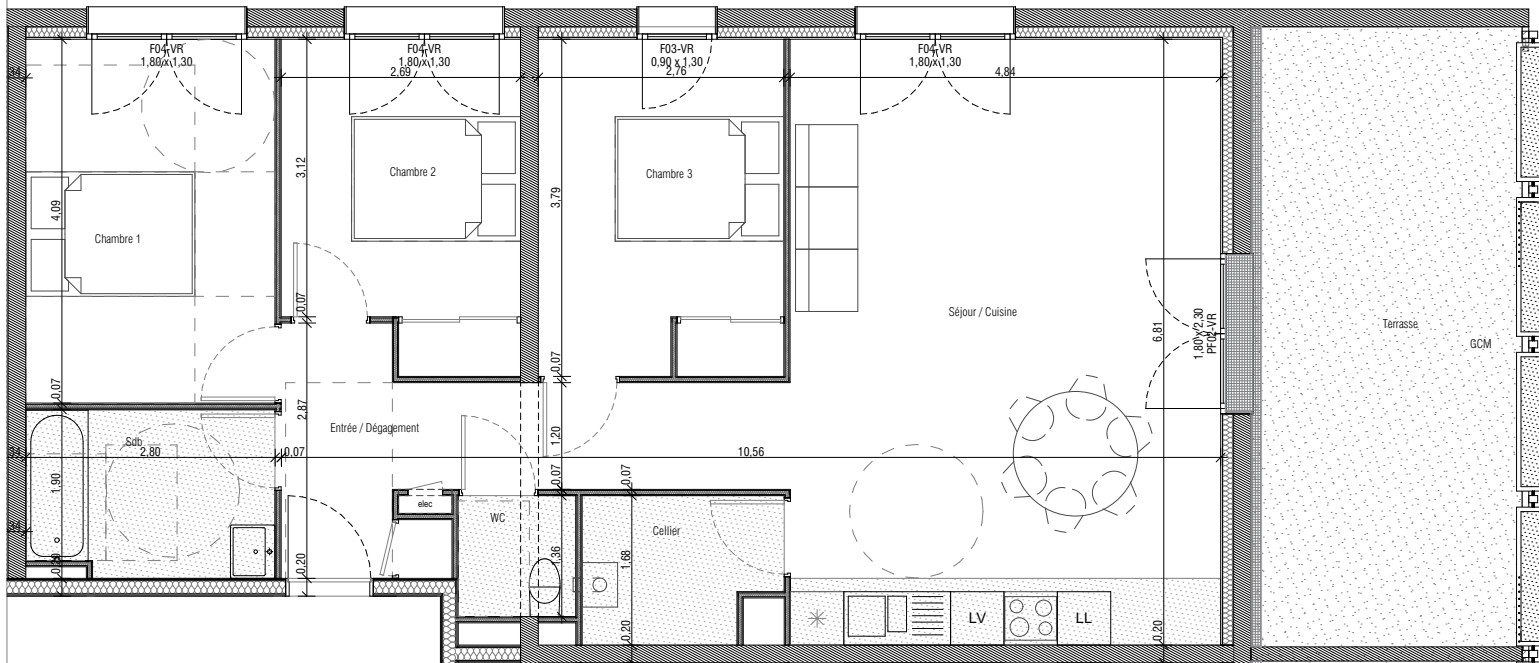 F04-VR
1,80 x 1,30
F04-VR
1,80 x 1,30
2,69
F03-VR
0,90 x 1,30
2,76
F04-VR
1,80 x 1,30
4,84
34
3,12
Chambre 2
Chambre 3
3,79
4,09
Chambre 1
0,07
Séjour / Cuisine
6,81
1,80 x 2,30
PF02-VR
Terrasse
GCM
0,07
0,07
2,87
Entrée / Dégagement
1,20
Sdb
34
2,80
0,07
10,56
1,90
0,07
0,07
elec
WC
Cellier
34
1,36
1,68
0,20
0,20
LV
LL
0,20
0,20